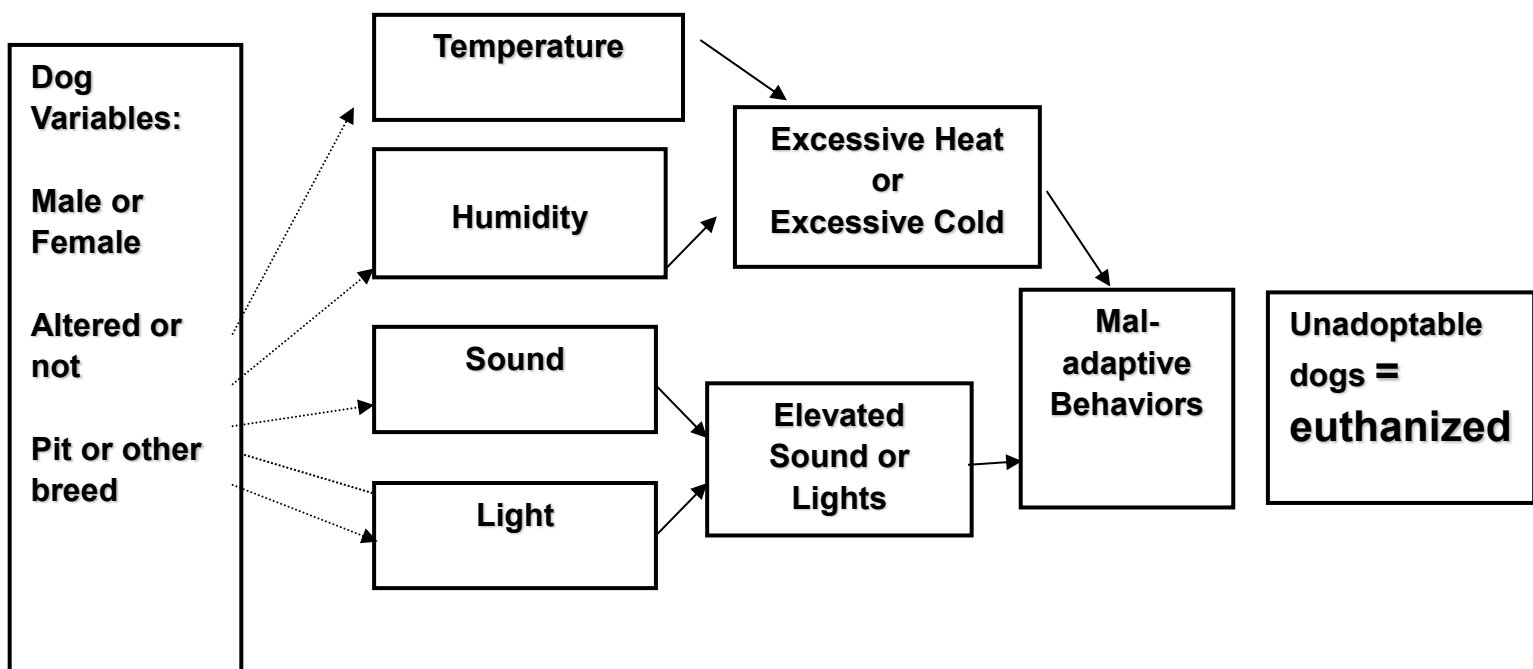 Dog
Variables:
Male or
Female
Altered or
not
Pit or other
breed
Temperature
Humidity
Sound
Light
Excessive Heat
or
Excessive Cold
Elevated
Sound or
Lights
Mal-
adaptive
Behaviors
Unadoptable
dogs =
euthanized